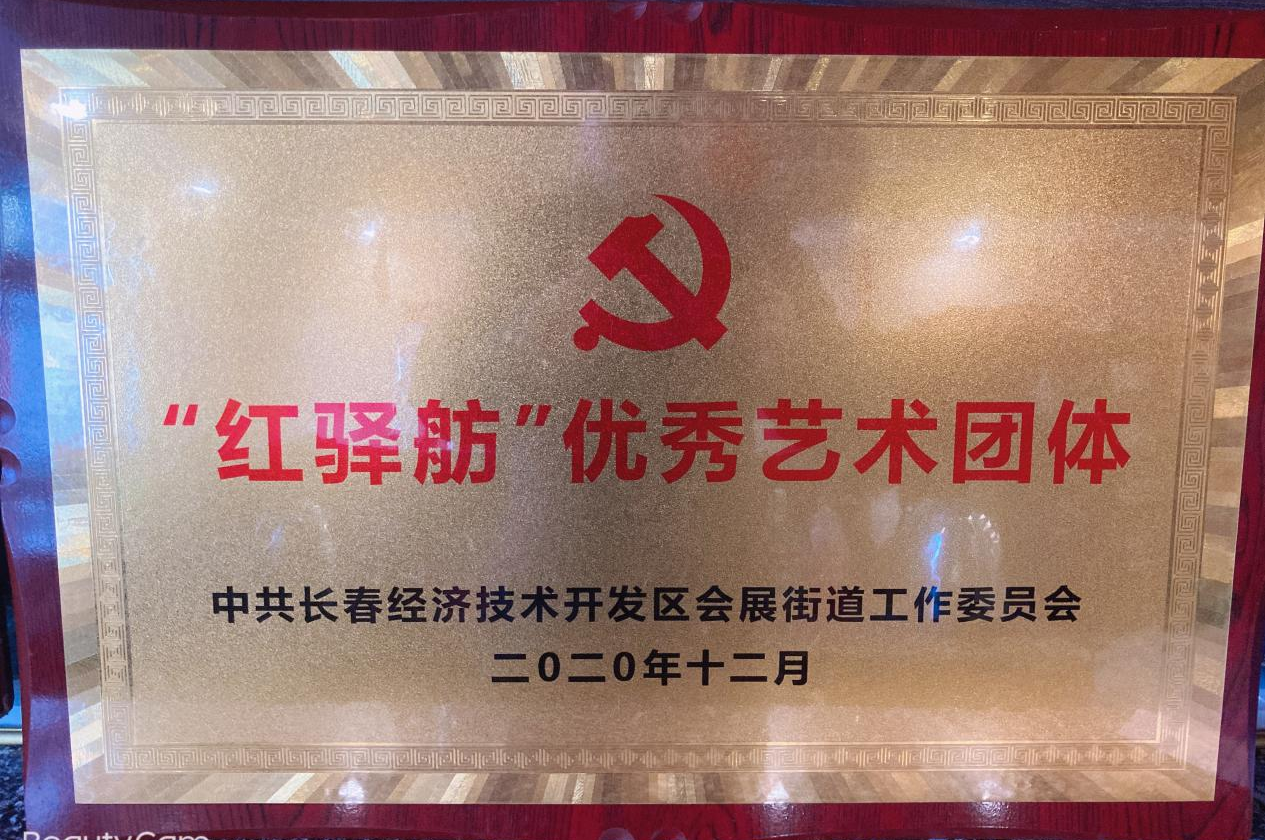 “红驿舫”优秀艺术团体
中共长春经济技术开发区会展街道工作委员会
二0二0年十二月
BeautyCam